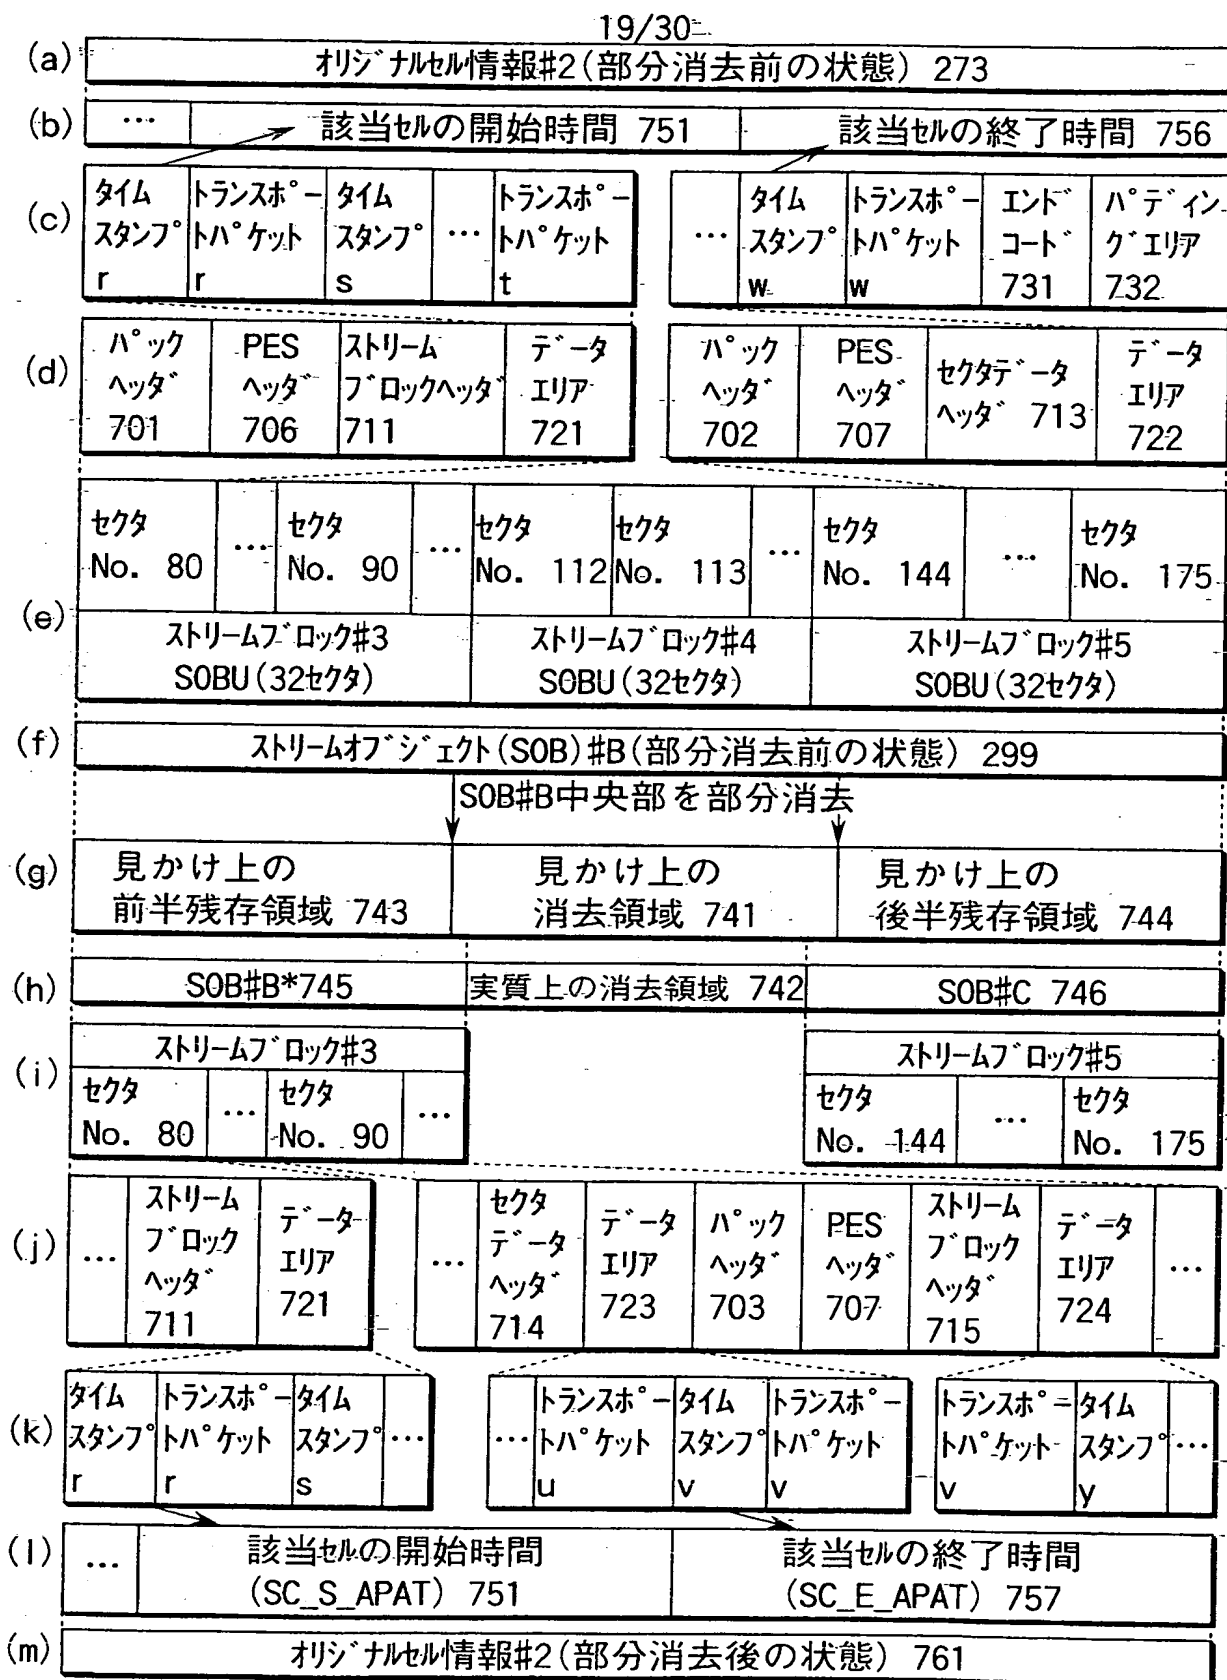 19/30
(a) オリジナルセル情報#2(部分消去前の状態) 273
(b) … 該当セルの開始時間 751 該当セルの終了時間 756
(c)
タイム
スタンプ
r
トランスポー
トパケット
r
タイム
スタンプ
s
…
トランスポー
トパケット
t
…
タイム
スタンプ
w
トランスポー
トパケット
w
エンド
コード
731
パディン
グエリア
732
(d)
パック
ヘッダ
701
PES
ヘッダ
706
ストリーム
ブロックヘッダ
711
データ
エリア
721
パック
ヘッダ
702
PES
ヘッダ
707
セクタデータ
ヘッダ 713
データ
エリア
722
(e)
セクタ
No. 80
…
セクタ
No. 90
…
セクタ
No. 112
セクタ
No. 113
…
セクタ
No. 144
…
セクタ
No. 175
ストリームブロック#3
SOBU(32セクタ)
ストリームブロック#4
SOBU(32セクタ)
ストリームブロック#5
SOBU(32セクタ)
(f) ストリームオブジェクト(SOB)#B(部分消去前の状態) 299
SOB#B中央部を部分消去
(g)
見かけ上の
前半残存領域 743
見かけ上の
消去領域 741
見かけ上の
後半残存領域 744
(h) SOB#B*745 実質上の消去領域 742 SOB#C 746
(i)
ストリームブロック#3
セクタ
No. 80
…
セクタ
No. 90
…
ストリームブロック#5
セクタ
No. 144
…
セクタ
No. 175
(j)
…
ストリーム
ブロック
ヘッダ
711
データ
エリア
721
…
セクタ
データ
ヘッダ
714
データ
エリア
723
パック
ヘッダ
703
PES
ヘッダ
707
ストリーム
ブロック
ヘッダ
715
データ
エリア
724
…
(k)
タイム
スタンプ
r
トランスポー
トパケット
r
タイム
スタンプ
s
…
…
トランスポー
トパケット
u
タイム
スタンプ
v
トランスポー
トパケット
v
トランスポー
トパケット
v
タイム
スタンプ
y
…
(l)
…
該当セルの開始時間
(SC_S_APAT) 751
該当セルの終了時間
(SC_E_APAT) 757
(m) オリジナルセル情報#2(部分消去後の状態) 761